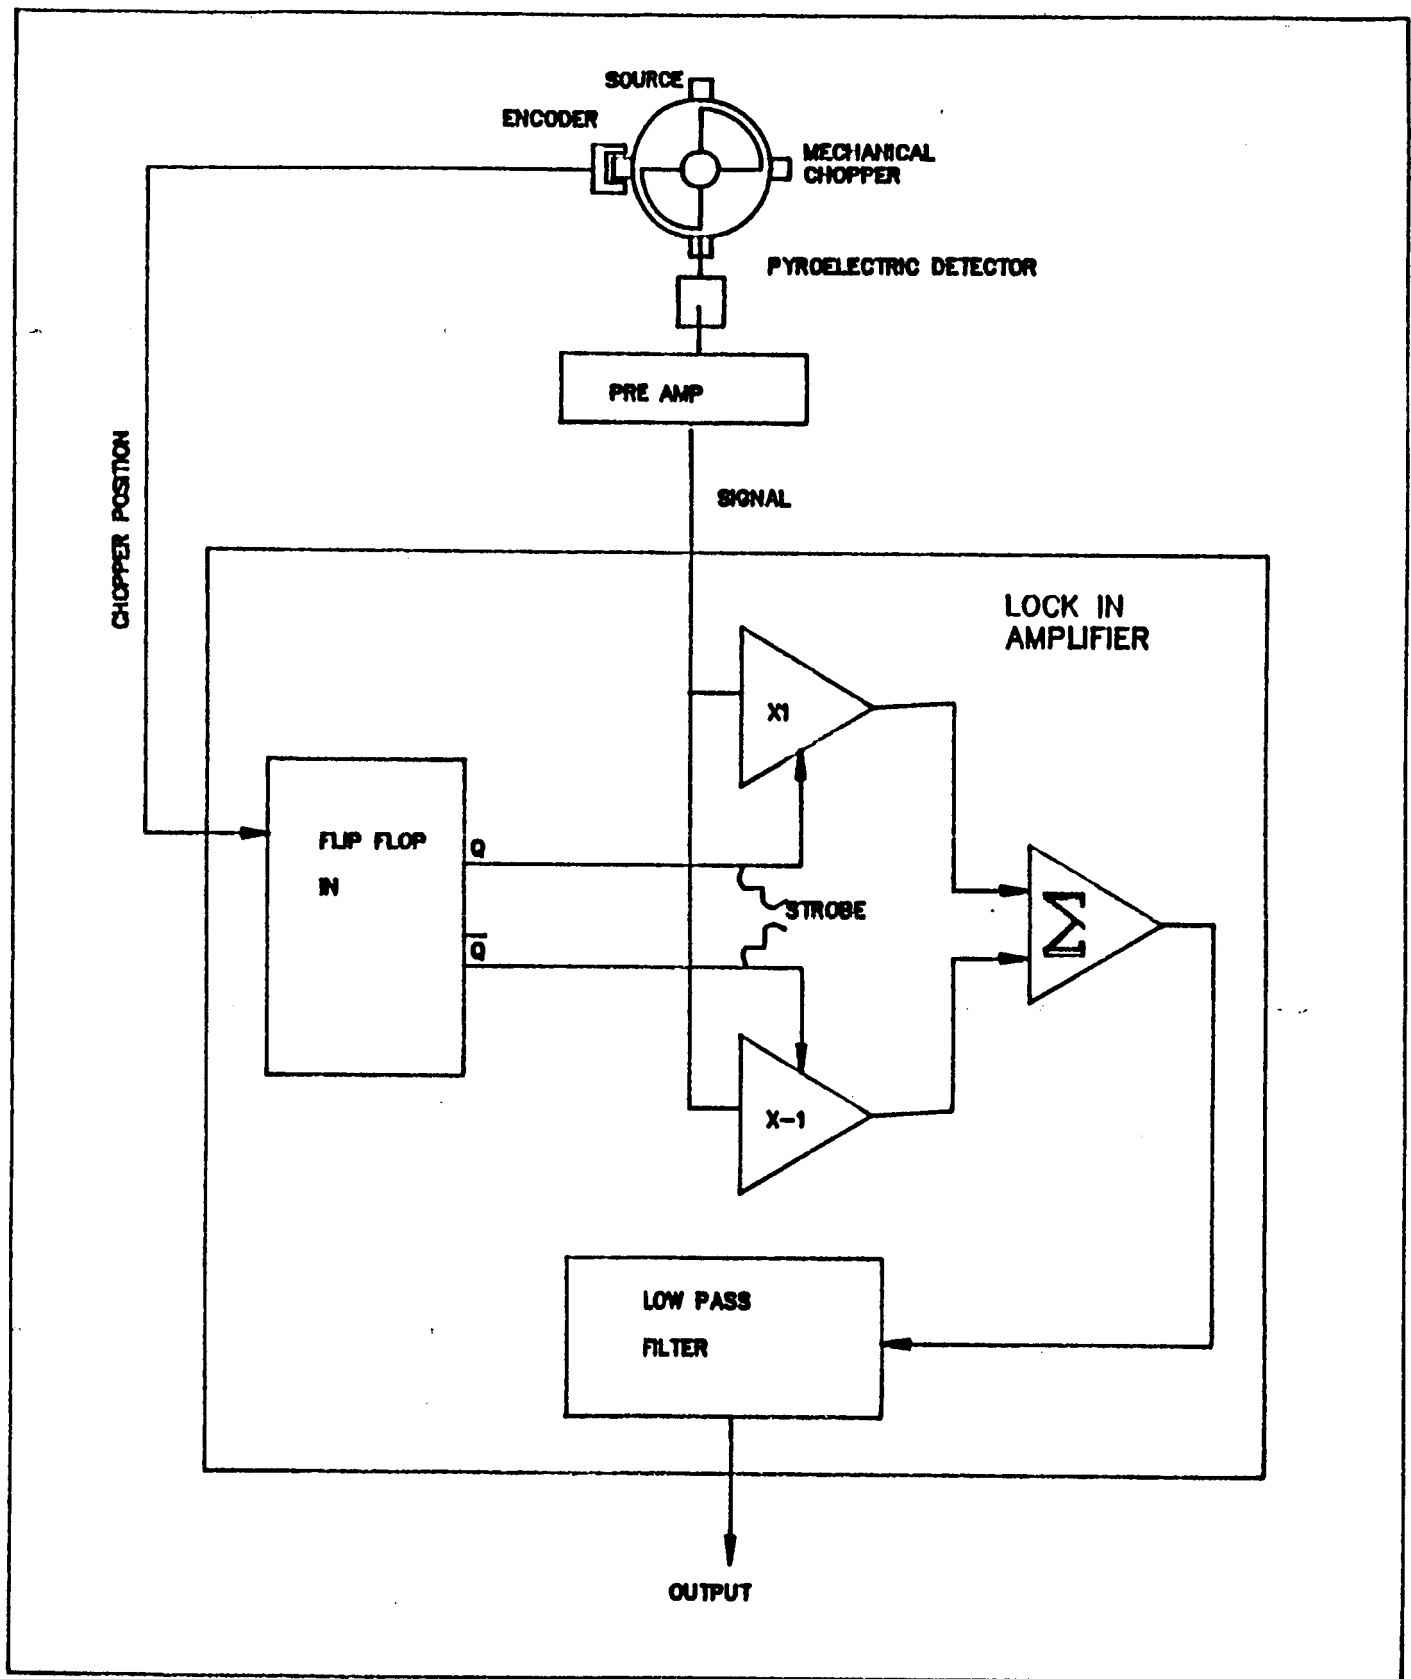 SOURCE
ENCODER
MECHANICAL
CHOPPER
PYROELECTRIC DETECTOR
PRE AMP
CHOPPER POSITION
SIGNAL
LOCK IN
AMPLIFIER
X1
FLIP FLOP
IN
Q
STROBE
Σ
Q̅
X-1
LOW PASS
FILTER
OUTPUT